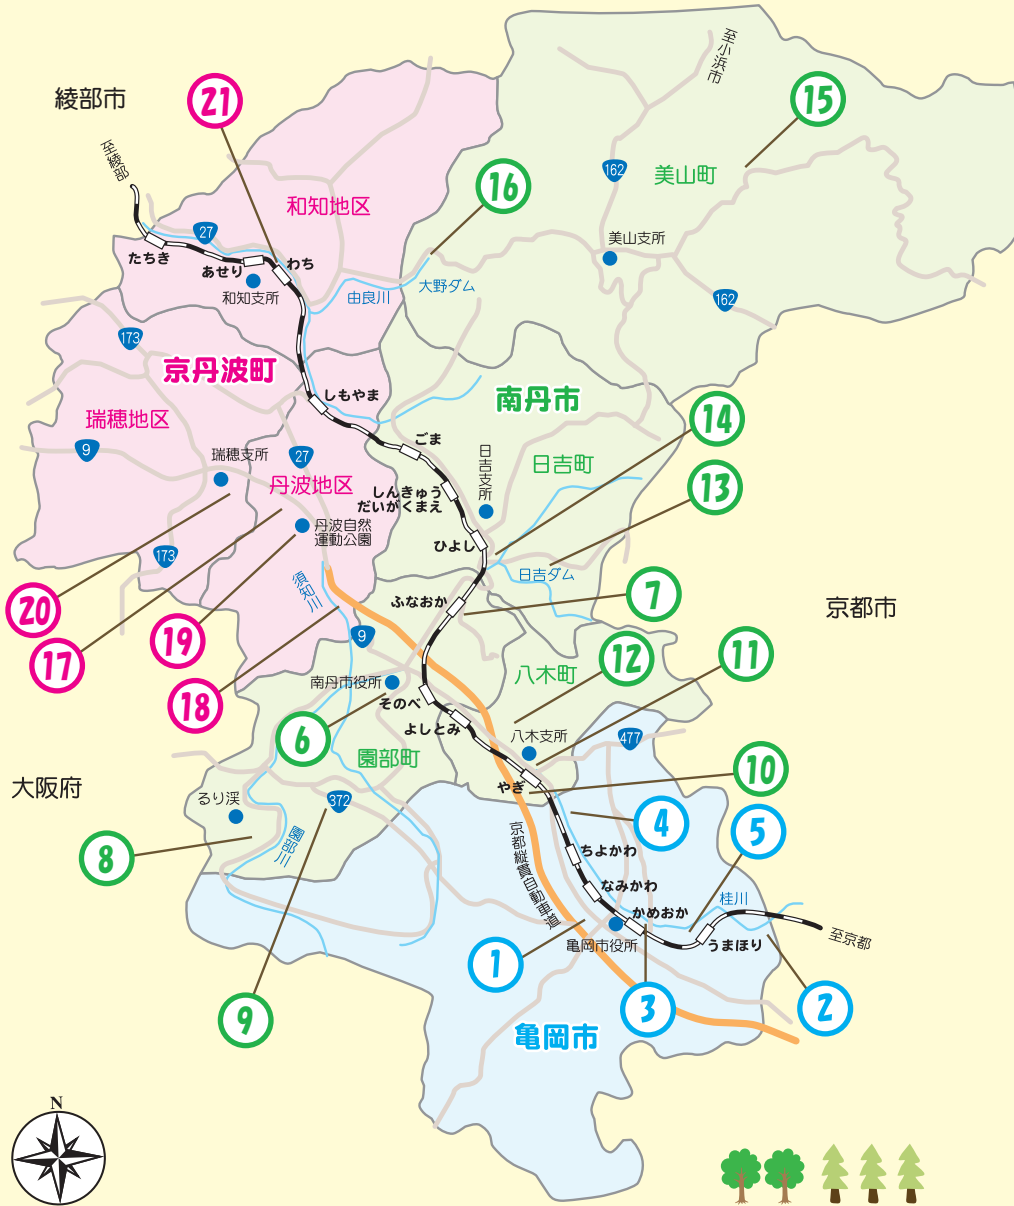 至小浜市
綾部市
21
15
至綾部
162
美山町
16
和知地区
27
美山支所
たちき
あせり
わち
和知支所
由良川
大野ダム
162
173
京丹波町
南丹市
しもやま
14
瑞穂地区
ごま
9
瑞穂支所
27
日吉支所
日吉町
丹波地区
しんきゅう
だいがくまえ
13
丹波自然
運動公園
ひよし
173
日吉ダム
須知川
ふなおか
7
20
京都市
19
9
17
12
11
八木町
南丹市役所
18
そのべ
よしとみ
6
八木支所
477
園部町
10
大阪府
やぎ
るり渓
372
4
5
園部川
京都縦貫自動車道
8
ちよかわ
なみかわ
桂川
かめおか
亀岡市役所
うまほり
至京都
1
9
3
2
亀岡市
N